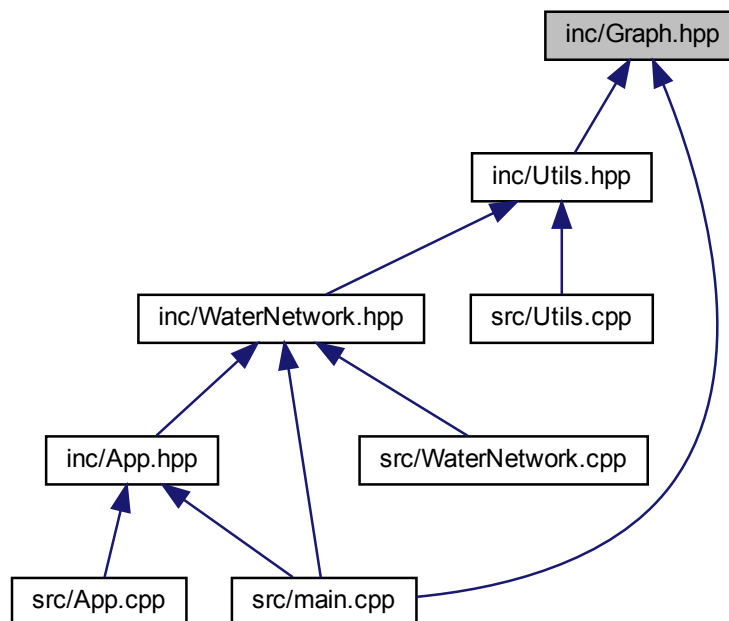 inc/Graph.hpp
inc/Utils.hpp
inc/WaterNetwork.hpp
src/Utils.cpp
inc/App.hpp
src/WaterNetwork.cpp
src/App.cpp
src/main.cpp